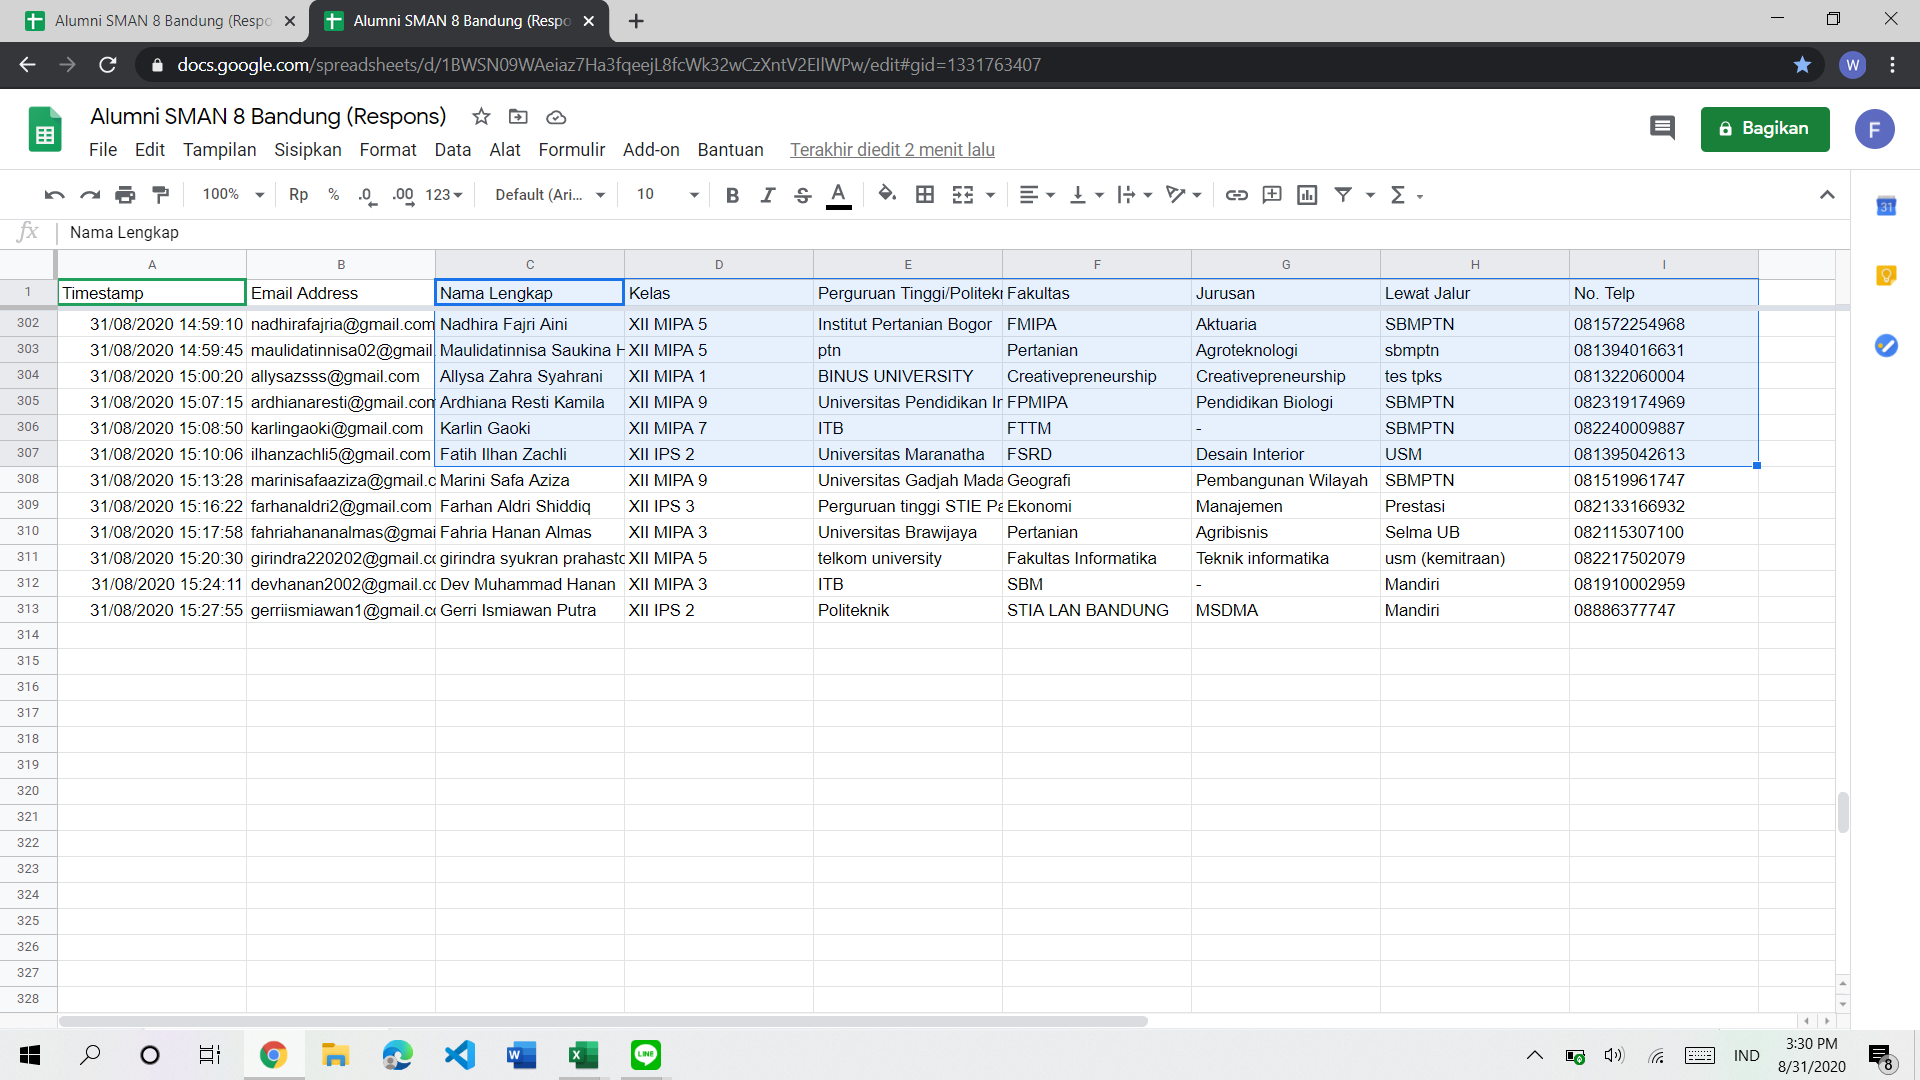 Alumni SMAN 8 Bandung (Respo
Alumni SMAN 8 Bandung (Respo
docs.google.com/spreadsheets/d/1BWSN09WAeiaz7Ha3fqeejL8fcWk32wCzXntV2EIlWPw/edit#gid=1331763407
W
Alumni SMAN 8 Bandung (Respons)
Bagikan
F
File Edit Tampilan Sisipkan Format Data Alat Formulir Add-on Bantuan Terakhir diedit 2 menit lalu
100% Rp % .0 .00 123 Default (Ari... 10 B I S A Σ
31
fx Nama Lengkap
A B C D E F G H I
1 Timestamp Email Address Nama Lengkap Kelas Perguruan Tinggi/Politekn Fakultas Jurusan Lewat Jalur No. Telp
302 31/08/2020 14:59:10 nadhirafajria@gmail.com Nadhira Fajri Aini XII MIPA 5 Institut Pertanian Bogor FMIPA Aktuaria SBMPTN 081572254968
303 31/08/2020 14:59:45 maulidatinnisa02@gmail. Maulidatinnisa Saukina H XII MIPA 5 ptn Pertanian Agroteknologi sbmptn 081394016631
304 31/08/2020 15:00:20 allysazsss@gmail.com Allysa Zahra Syahrani XII MIPA 1 BINUS UNIVERSITY Creativepreneurship Creativepreneurship tes tpks 081322060004
305 31/08/2020 15:07:15 ardhianaresti@gmail.com Ardhiana Resti Kamila XII MIPA 9 Universitas Pendidikan In FPMIPA Pendidikan Biologi SBMPTN 082319174969
306 31/08/2020 15:08:50 karlingaoki@gmail.com Karlin Gaoki XII MIPA 7 ITB FTTM - SBMPTN 082240009887
307 31/08/2020 15:10:06 ilhanzachli5@gmail.com Fatih Ilhan Zachli XII IPS 2 Universitas Maranatha FSRD Desain Interior USM 081395042613
308 31/08/2020 15:13:28 marinisafaaziza@gmail.c Marini Safa Aziza XII MIPA 9 Universitas Gadjah Mada Geografi Pembangunan Wilayah SBMPTN 081519961747
309 31/08/2020 15:16:22 farhanaldri2@gmail.com Farhan Aldri Shiddiq XII IPS 3 Perguruan tinggi STIE Pa Ekonomi Manajemen Prestasi 082133166932
310 31/08/2020 15:17:58 fahriahananalmas@gmai Fahria Hanan Almas XII MIPA 3 Universitas Brawijaya Pertanian Agribisnis Selma UB 082115307100
311 31/08/2020 15:20:30 girindra220202@gmail.co girindra syukran prahasto XII MIPA 5 telkom university Fakultas Informatika Teknik informatika usm (kemitraan) 082217502079
312 31/08/2020 15:24:11 devhanan2002@gmail.co Dev Muhammad Hanan XII MIPA 3 ITB SBM - Mandiri 081910002959
313 31/08/2020 15:27:55 gerriismiawan1@gmail.co Gerri Ismiawan Putra XII IPS 2 Politeknik STIA LAN BANDUNG MSDMA Mandiri 08886377747
314
315
316
317
318
319
320
321
322
323
324
325
326
327
328
LINE
IND
3:30 PM
8/31/2020
8